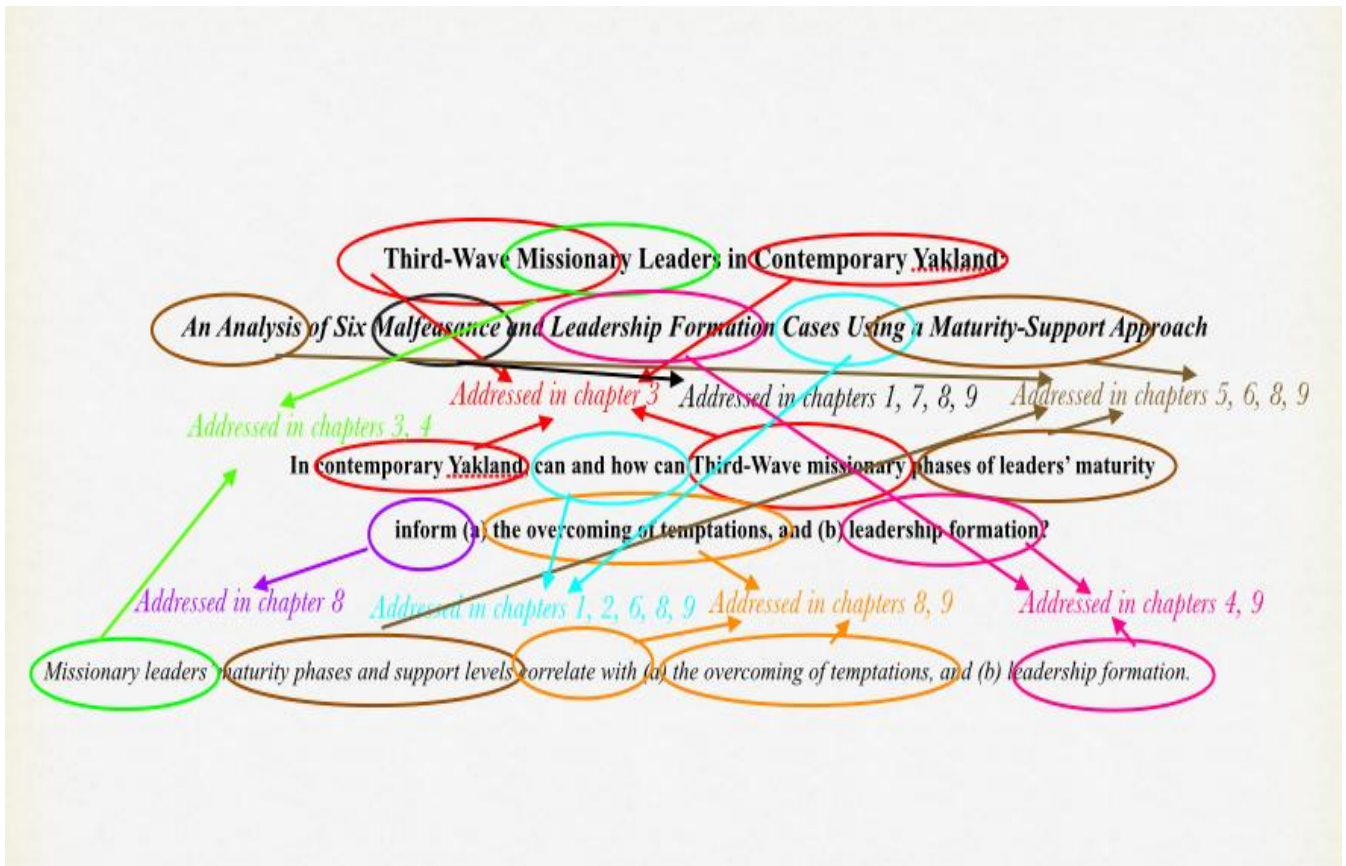 Third-Wave Missionary Leaders in Contemporary Yakland:
An Analysis of Six Malfeasance and Leadership Formation Cases Using a Maturity-Support Approach
Addressed in chapter 3
Addressed in chapters 1, 7, 8, 9
Addressed in chapters 5, 6, 8, 9
Addressed in chapters 3, 4
In contemporary Yakland, can and how can Third-Wave missionary phases of leaders' maturity
inform (a) the overcoming of temptations, and (b) leadership formation?
Addressed in chapter 8
Addressed in chapters 1, 2, 6, 8, 9
Addressed in chapters 8, 9
Addressed in chapters 4, 9
Missionary leaders' maturity phases and support levels correlate with (a) the overcoming of temptations, and (b) leadership formation.